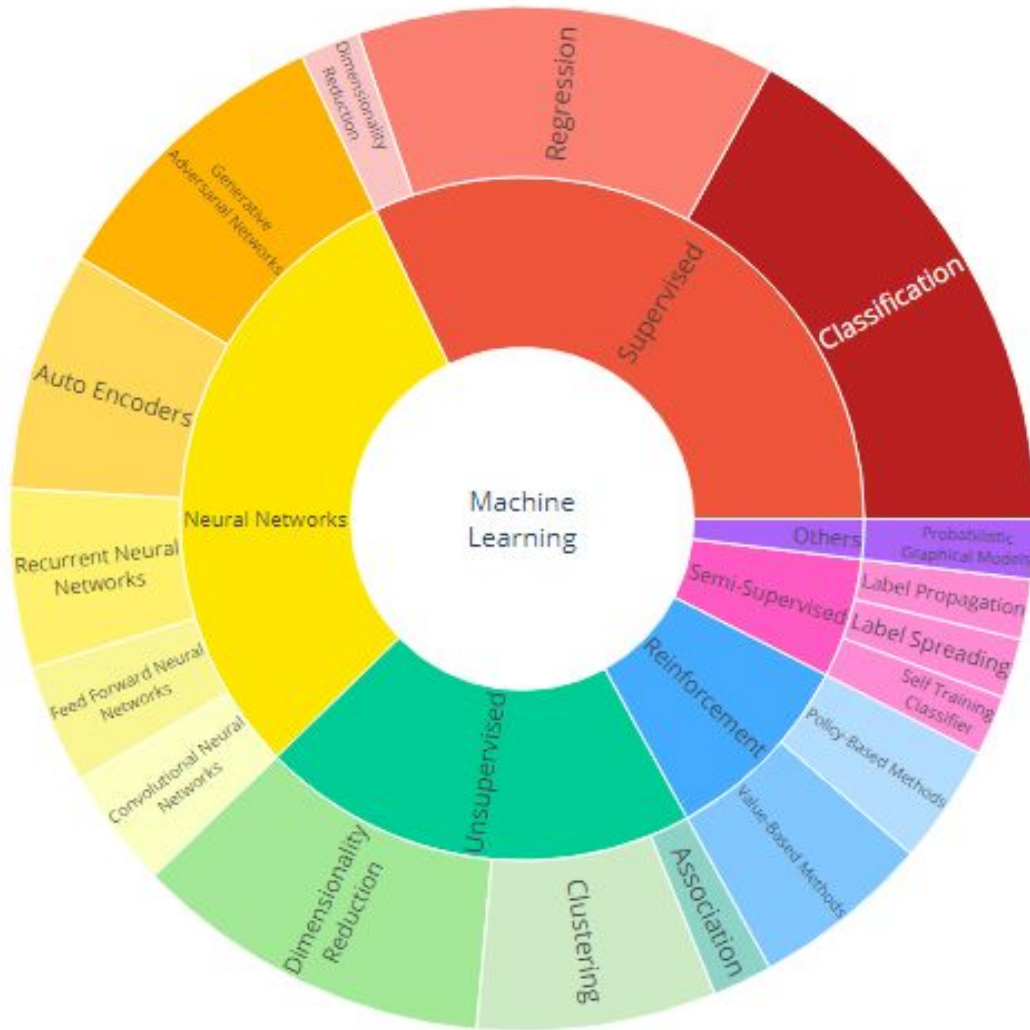 Machine
Learning
Supervised
Classification
Regression
Dimensionality
Reduction
Neural Networks
Generative
Adversarial Networks
Auto Encoders
Recurrent Neural
Networks
Feed Forward Neural
Networks
Convolutional Neural
Networks
Unsupervised
Dimensionality
Reduction
Clustering
Association
Reinforcement
Value-Based Methods
Policy-Based Methods
Semi-Supervised
Self Training
Classifier
Label Spreading
Label Propagation
Others
Probabilistic
Graphical Models